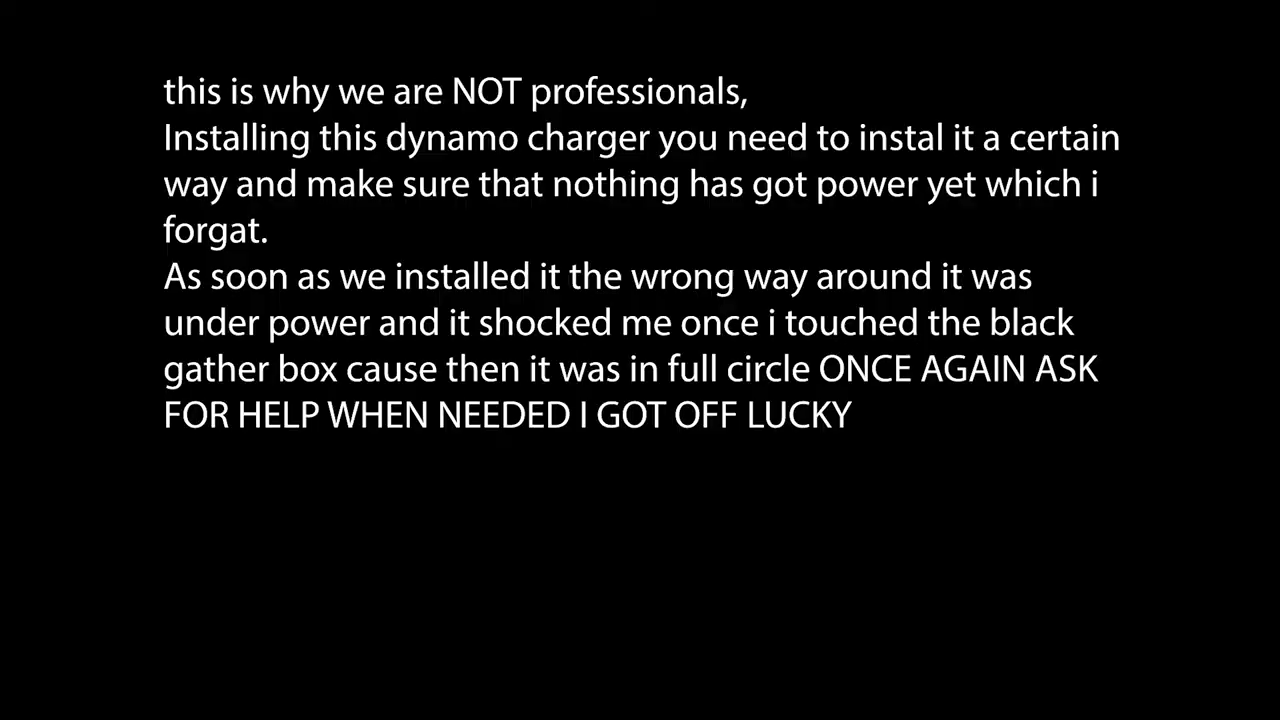 this is why we are NOT professionals,
Installing this dynamo charger you need to instal it a certain
way and make sure that nothing has got power yet which i
forgat.
As soon as we installed it the wrong way around it was
under power and it shocked me once i touched the black
gather box cause then it was in full circle ONCE AGAIN ASK
FOR HELP WHEN NEEDED I GOT OFF LUCKY